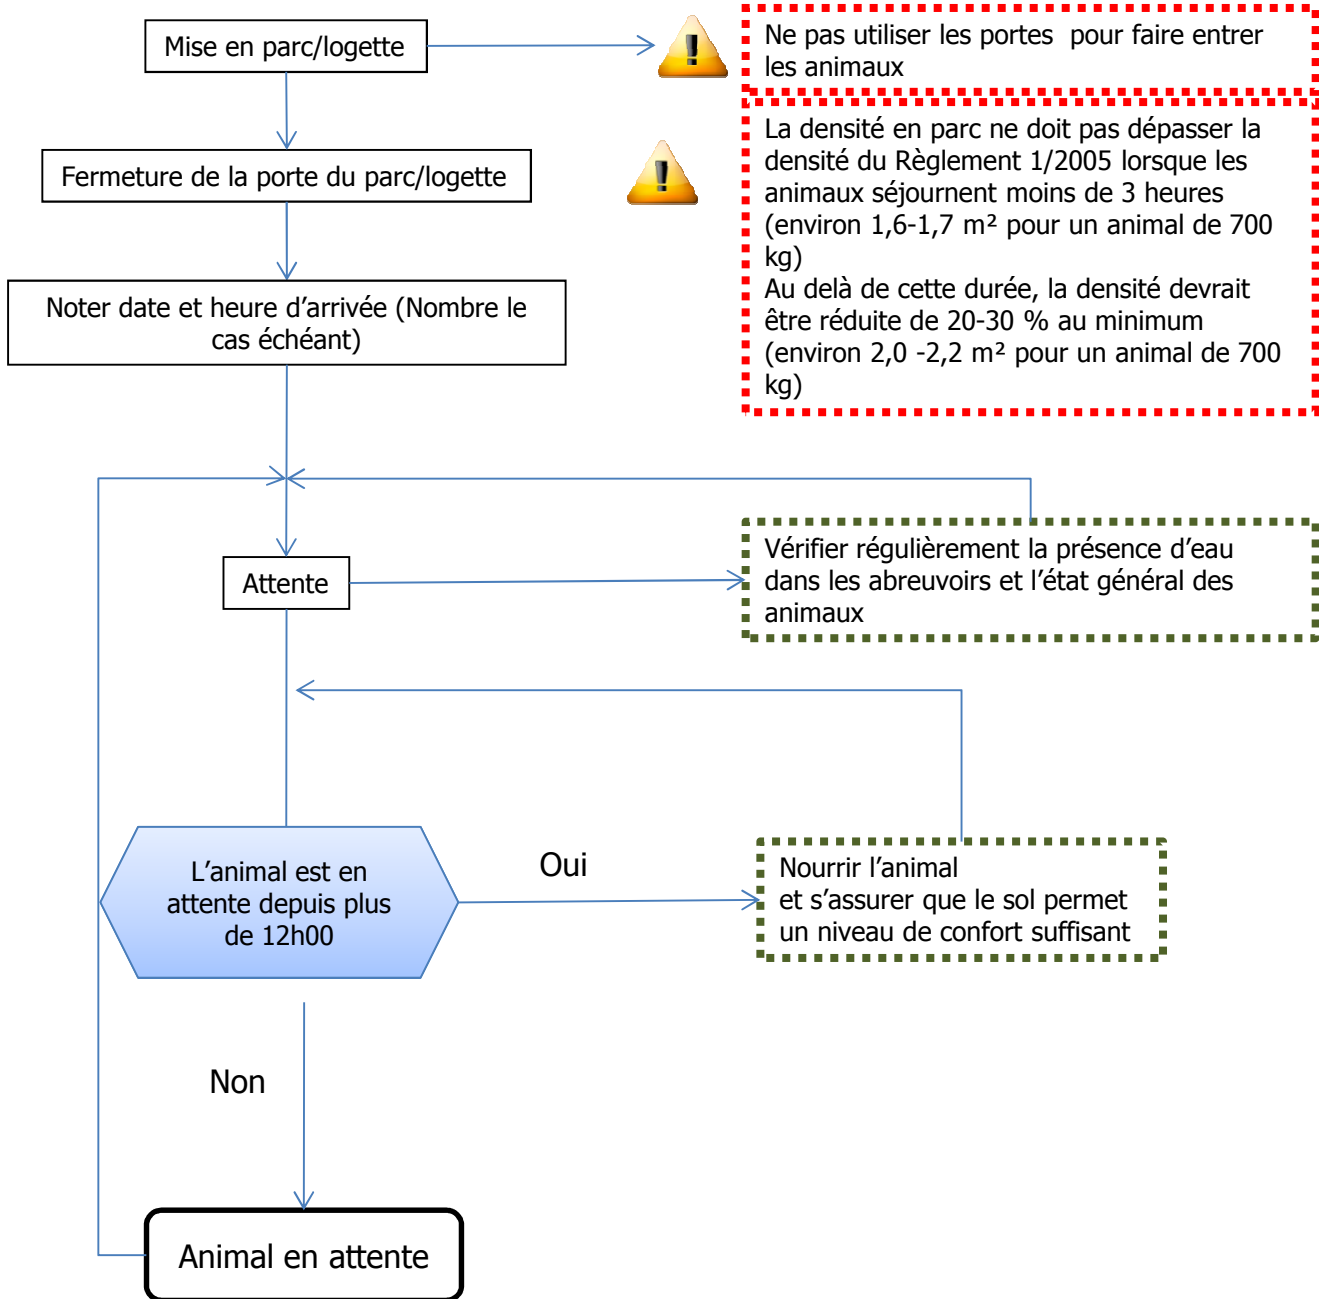 Mise en parc/logette
Ne pas utiliser les portes pour faire entrer
les animaux
Fermeture de la porte du parc/logette
La densité en parc ne doit pas dépasser la
densité du Règlement 1/2005 lorsque les
animaux séjournent moins de 3 heures
(environ 1,6-1,7 m² pour un animal de 700
kg)
Au delà de cette durée, la densité devrait
être réduite de 20-30 % au minimum
(environ 2,0 -2,2 m² pour un animal de 700
kg)
Noter date et heure d’arrivée (Nombre le
cas échéant)
Attente
Vérifier régulièrement la présence d’eau
dans les abreuvoirs et l’état général des
animaux
L’animal est en
attente depuis plus
de 12h00
Oui
Nourrir l’animal
et s’assurer que le sol permet
un niveau de confort suffisant
Non
Animal en attente